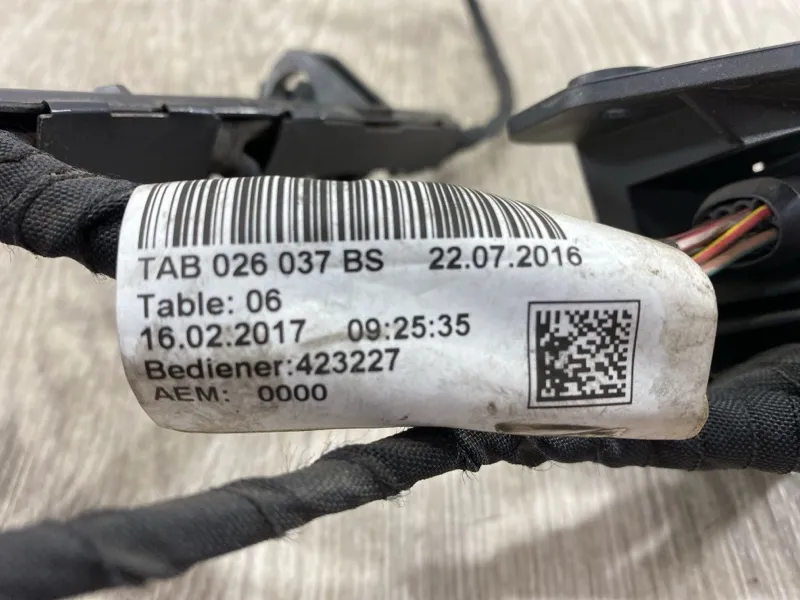 TAB 026 037 BS 22.07.2016
Table: 06
16.02.2017 09:25:35
Bediener:423227
AEM: 0000